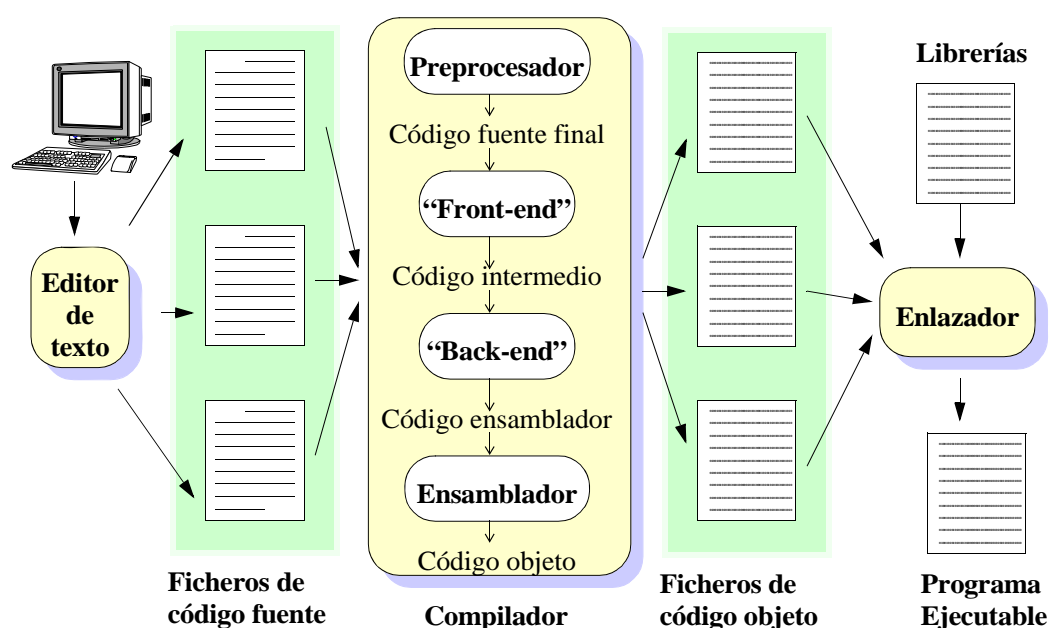 Editor
de
texto
Ficheros de
código fuente
Preprocesador
Código fuente final
“Front-end”
Código intermedio
“Back-end”
Código ensamblador
Ensamblador
Código objeto
Compilador
Ficheros de
código objeto
Librerías
Enlazador
Programa
Ejecutable